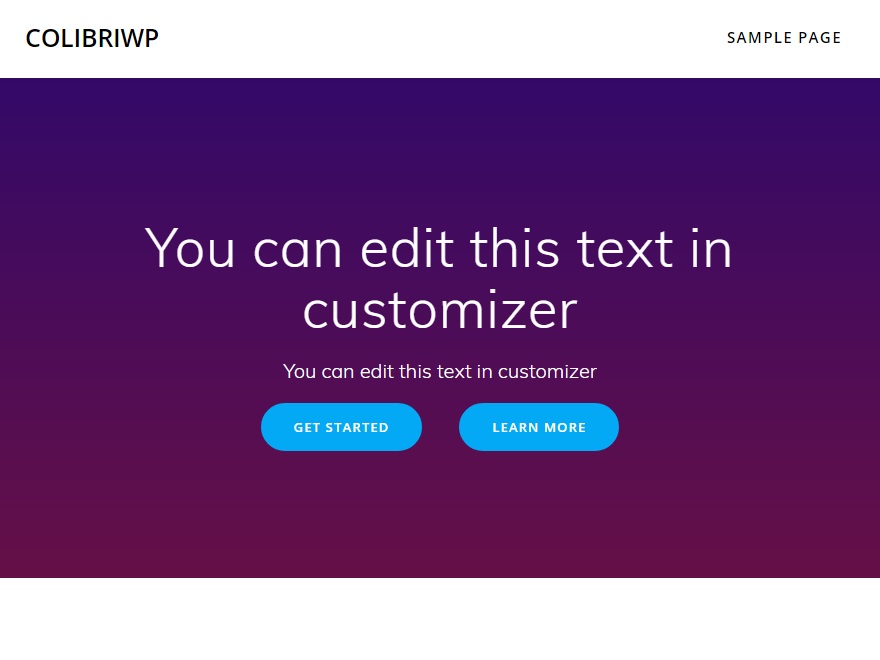 COLIBRIWP
SAMPLE PAGE
You can edit this text in
customizer
You can edit this text in customizer
GET STARTED
LEARN MORE